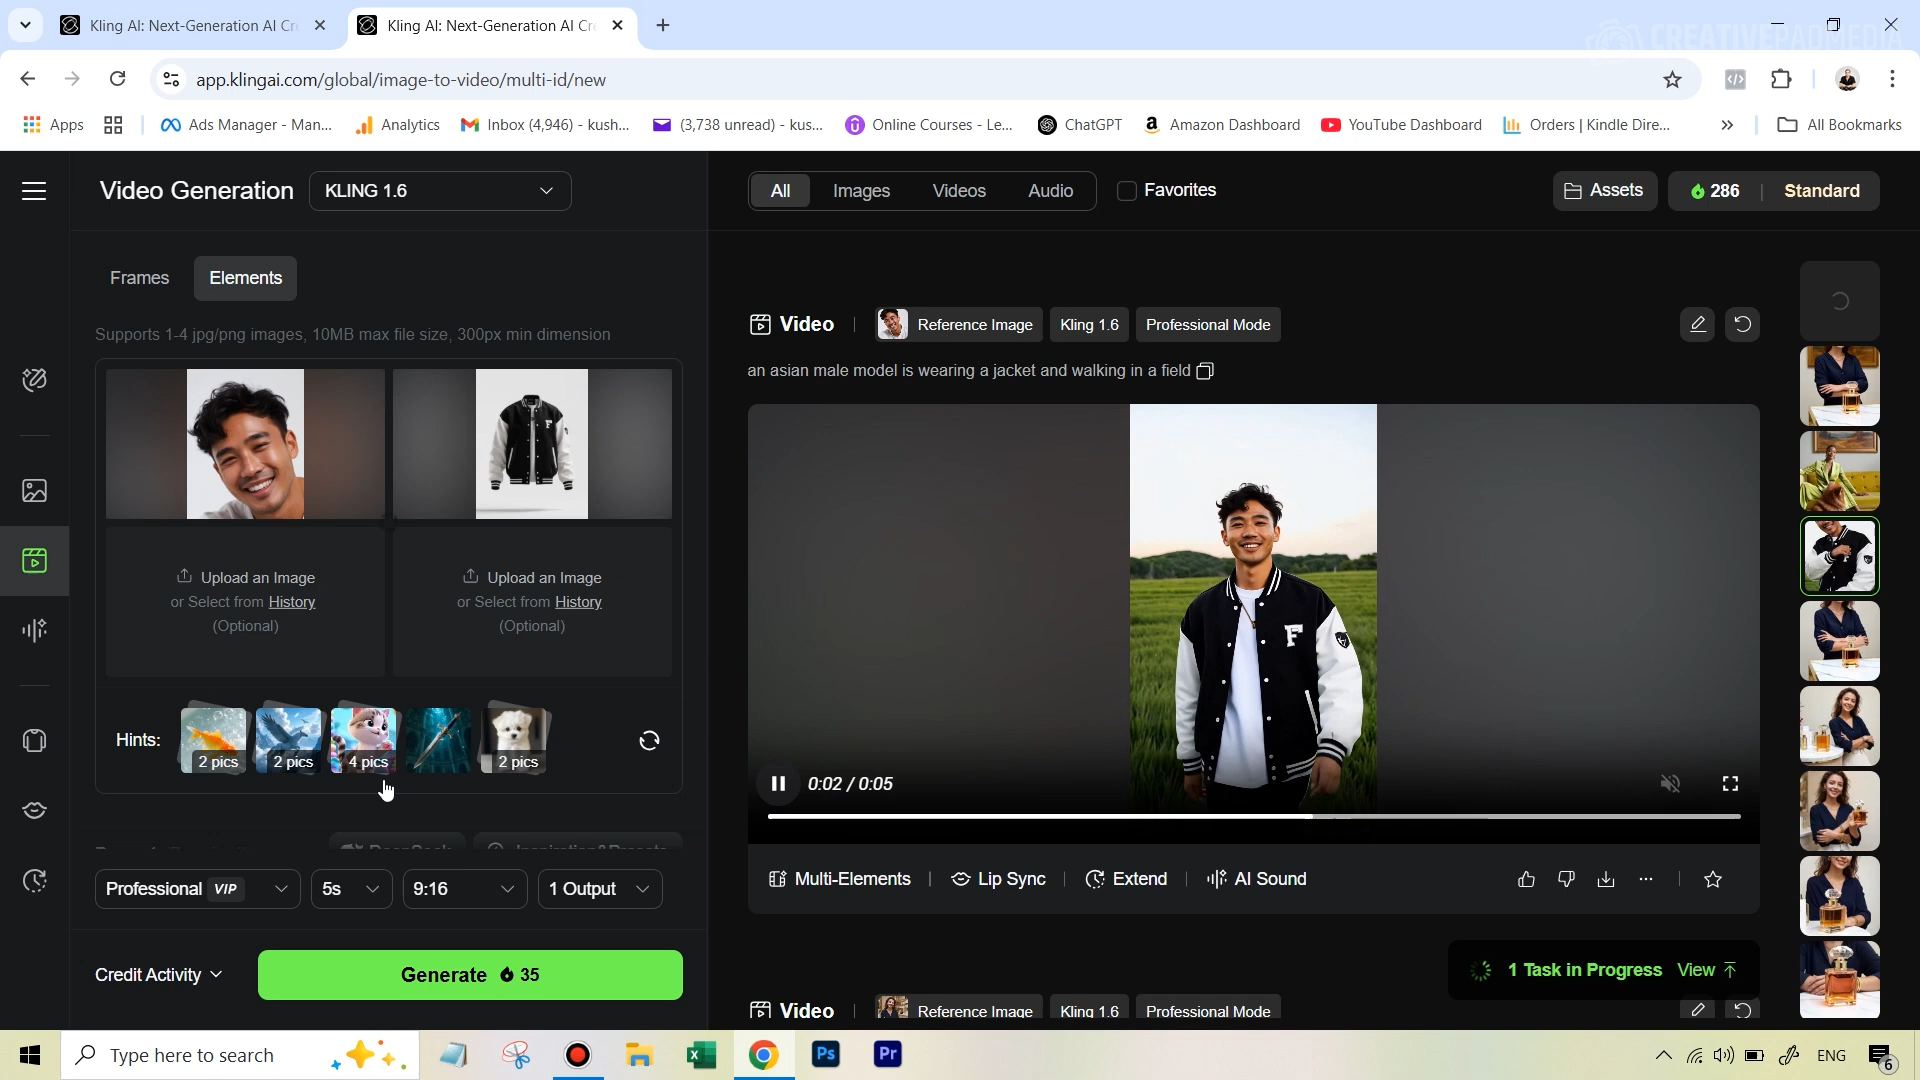 Kling AI: Next-Generation AI Cr
Kling AI: Next-Generation AI Cre
CREATIVEPADMEDIA
app.klingai.com/global/image-to-video/multi-id/new
Apps
Ads Manager - Man...
Analytics
Inbox (4,946) - kush...
(3,738 unread) - kus...
Online Courses - Le...
ChatGPT
Amazon Dashboard
YouTube Dashboard
Orders | Kindle Dire...
All Bookmarks
Video Generation
KLING 1.6
All
Images
Videos
Audio
Favorites
Assets
286
Standard
Frames
Elements
Supports 1-4 jpg/png images, 10MB max file size, 300px min dimension
Video
Reference Image
Kling 1.6
Professional Mode
an asian male model is wearing a jacket and walking in a field
F
F
Upload an Image
or Select from History
(Optional)
Upload an Image
or Select from History
(Optional)
Hints:
2 pics
2 pics
4 pics
2 pics
0:02 / 0:05
Multi-Elements
Lip Sync
Extend
AI Sound
Professional VIP
5s
9:16
1 Output
Credit Activity
Generate 35
1 Task in Progress View
Video
Reference Image
Kling 1.6
Professional Mode
Type here to search
Ps
Pr
ENG
6